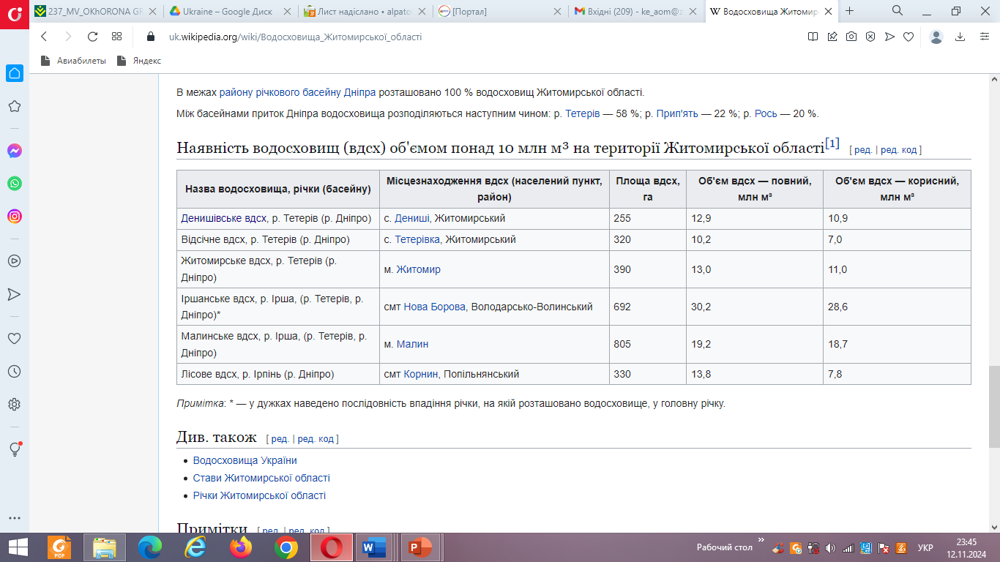 237_MV_OKhORONA GR
Ukraine – Google Диск
Лист надіслано • alpato
[Портал]
Вхідні (209) - ke_aom@z
W Водосховища Житомир
uk.wikipedia.org/wiki/Водосховища_Житомирської_області
Авиабилеты
Яндекс
В межах району річкового басейну Дніпра розташовано 100 % водосховищ Житомирської області.
Між басейнами приток Дніпра водосховища розподіляються наступним чином: р. Тетерів — 58 %; р. Прип'ять — 22 %; р. Рось — 20 %.
Наявність водосховищ (вдсх) об'ємом понад 10 млн м³ на території Житомирської області[1] [ ред. | ред. код ]
Назва водосховища, річки (басейну)
Місцезнаходження вдсх (населений пункт,
район)
Площа вдсх,
га
Об'єм вдсх — повний,
млн м³
Об'єм вдсх — корисний,
млн м³
Денишівське вдсх, р. Тетерів (р. Дніпро)
с. Дениші, Житомирський
255
12,9
10,9
Відсічне вдсх, р. Тетерів (р. Дніпро)
с. Тетерівка, Житомирський
320
10,2
7,0
Житомирське вдсх, р. Тетерів (р.
Дніпро)
м. Житомир
390
13,0
11,0
Іршанське вдсх, р. Ірша, (р. Тетерів, р.
Дніпро)*
смт Нова Борова, Володарсько-Волинський
692
30,2
28,6
Малинське вдсх, р. Ірша, (р. Тетерів, р.
Дніпро)
м. Малин
805
19,2
18,7
Лісове вдсх, р. Ірпінь (р. Дніпро)
смт Корнин, Попільнянський
330
13,8
7,8
Примітка: * — у дужках наведено послідовність впадіння річки, на якій розташовано водосховище, у головну річку.
Див. також [ ред. | ред. код ]
Водосховища України
Стави Житомирської області
Річки Житомирської області
Примітки [ ред. | ред. код ]
PDF
Рабочий стол
УКР
23:45
12.11.2024